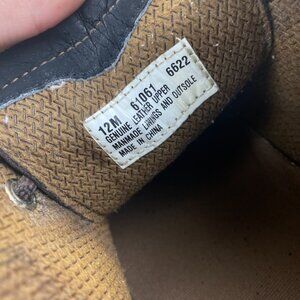 12M 61061 6622
GENUINE LEATHER UPPER
MANMADE LININGS AND OUTSOLE
MADE IN CHINA